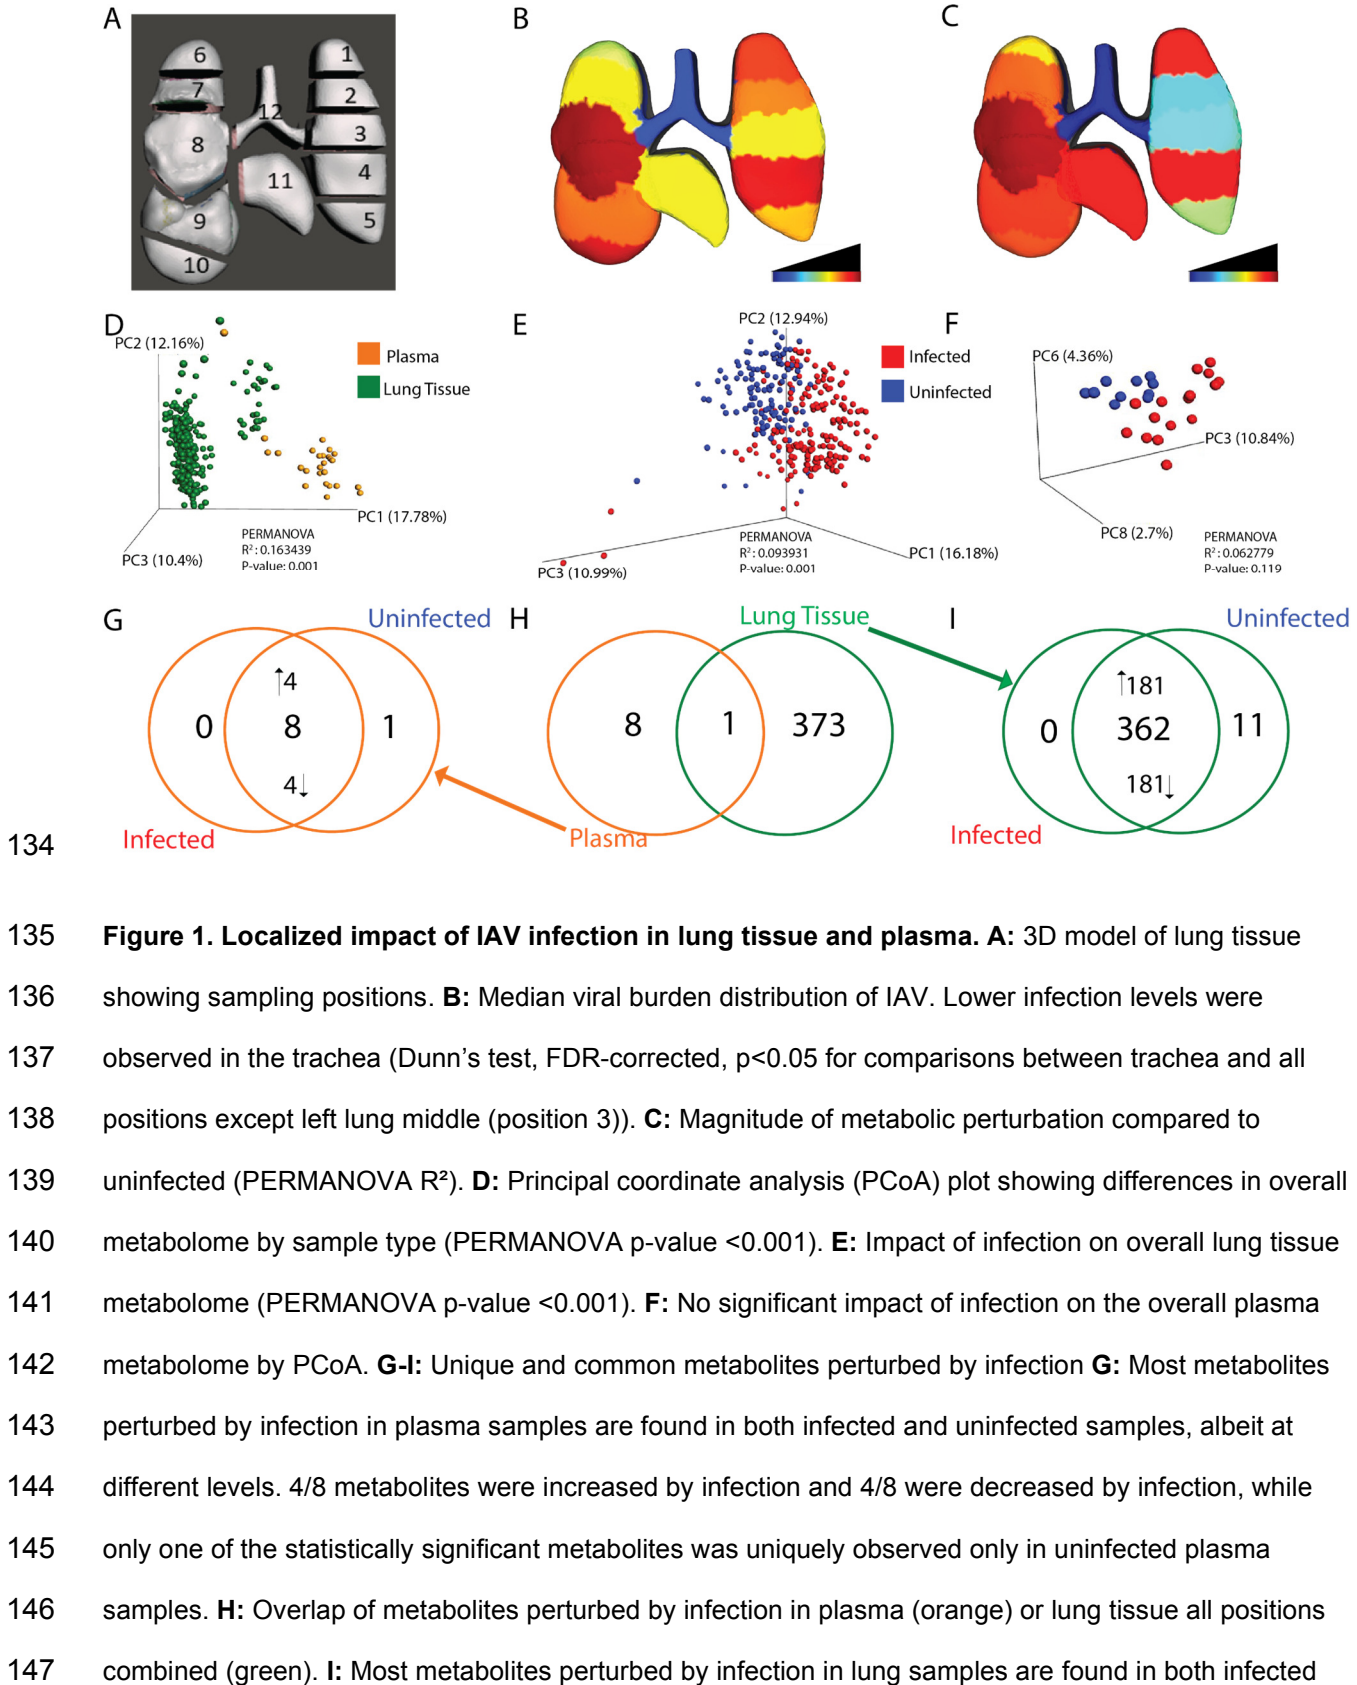 A
B
C
6
1
7
2
12
3
8
4
11
5
9
10
D
PC2 (12.16%)
Plasma
Lung Tissue
PC1 (17.78%)
PC3 (10.4%)
PERMANOVA
R²: 0.163439
P-value: 0.001
E
PC2 (12.94%)
Infected
Uninfected
PC3 (10.99%)
PC1 (16.18%)
PERMANOVA
R²: 0.093931
P-value: 0.001
F
PC6 (4.36%)
PC3 (10.84%)
PC8 (2.7%)
PERMANOVA
R²: 0.062779
P-value: 0.119
G
Uninfected
↑4
0 8 1
4↓
Infected
H
Lung Tissue
8 1 373
Plasma
I
Uninfected
↑181
0 362 11
181↓
Infected
134
135 Figure 1. Localized impact of IAV infection in lung tissue and plasma. A: 3D model of lung tissue
136 showing sampling positions. B: Median viral burden distribution of IAV. Lower infection levels were
137 observed in the trachea (Dunn's test, FDR-corrected, p<0.05 for comparisons between trachea and all
138 positions except left lung middle (position 3)). C: Magnitude of metabolic perturbation compared to
139 uninfected (PERMANOVA R²). D: Principal coordinate analysis (PCoA) plot showing differences in overall
140 metabolome by sample type (PERMANOVA p-value <0.001). E: Impact of infection on overall lung tissue
141 metabolome (PERMANOVA p-value <0.001). F: No significant impact of infection on the overall plasma
142 metabolome by PCoA. G-I: Unique and common metabolites perturbed by infection G: Most metabolites
143 perturbed by infection in plasma samples are found in both infected and uninfected samples, albeit at
144 different levels. 4/8 metabolites were increased by infection and 4/8 were decreased by infection, while
145 only one of the statistically significant metabolites was uniquely observed only in uninfected plasma
146 samples. H: Overlap of metabolites perturbed by infection in plasma (orange) or lung tissue all positions
147 combined (green). I: Most metabolites perturbed by infection in lung samples are found in both infected